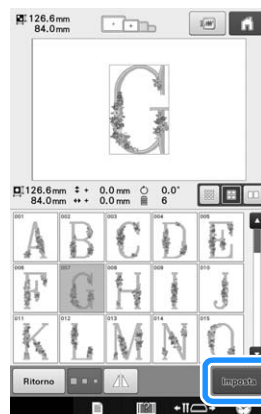 126.6mm
84.0mm
126.6mm + 0.0mm 0.0°
84.0mm + 0.0mm 6
001 002 003 004 005
A B C D E
006 007 008 009 010
F G H I J
011 012 013 014 015
K L M N O
Ritorno Imposta